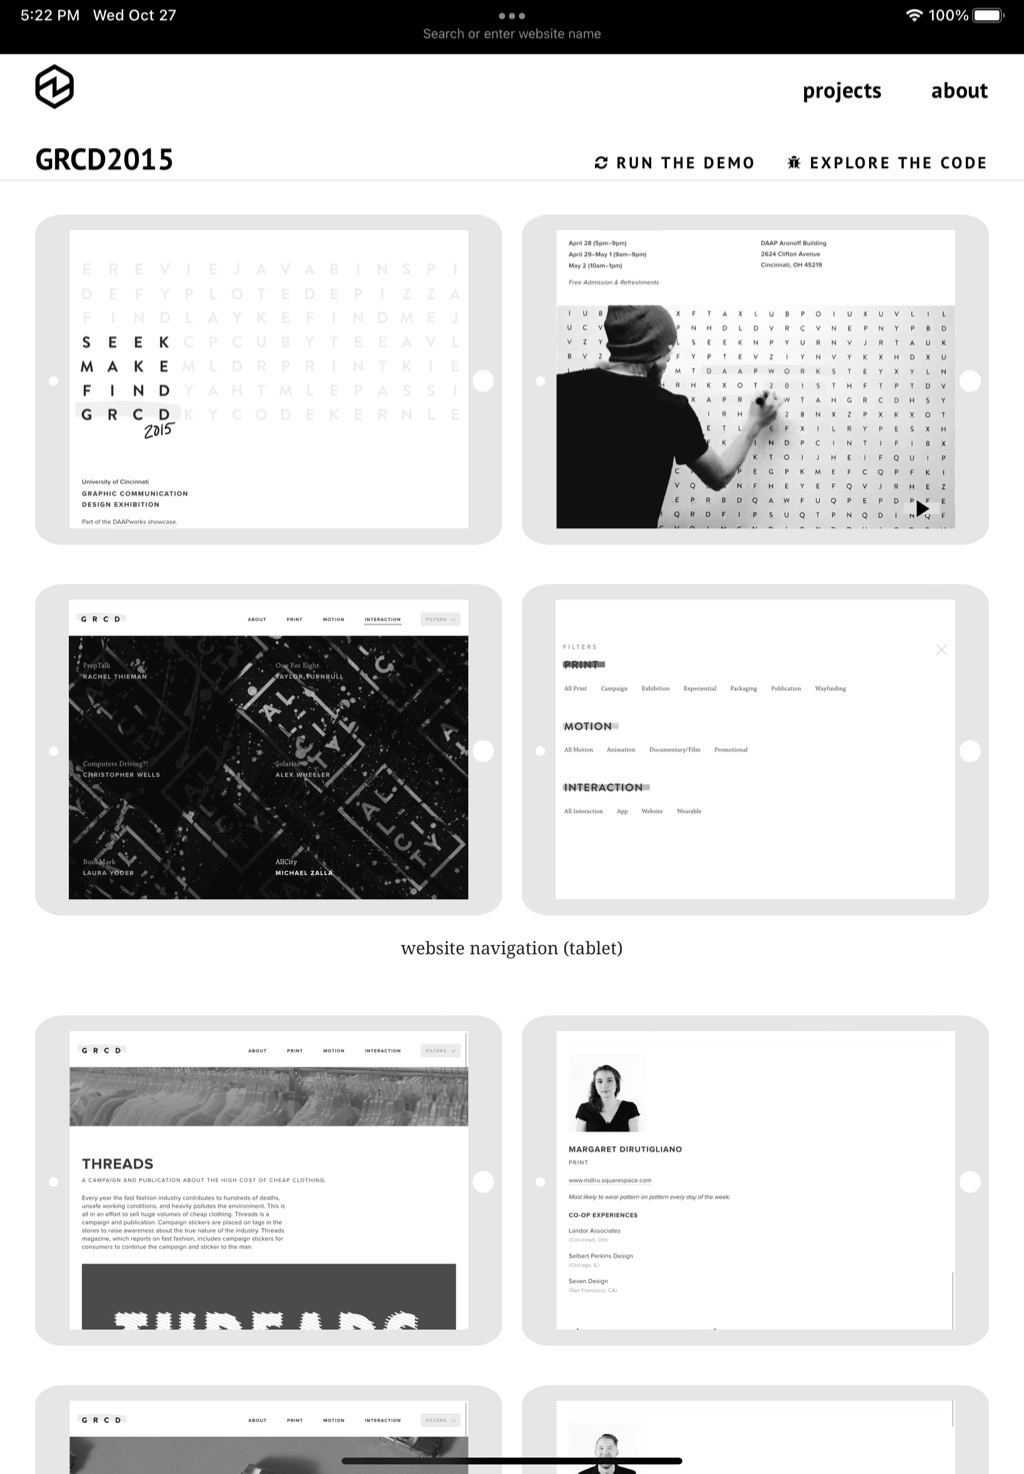 5:22 PM Wed Oct 27
100%
Search or enter website name
projects about
GRCD2015
RUN THE DEMO EXPLORE THE CODE
E R E V I E J A V A B I N S P I
D E F Y P L O T E D E P I Z Z A
F I N D L A Y K E F I N D M E J
S E E K C P C U B Y T E E A V L
M A K E M L D R P R I N T K I E
F I N D Y A H T M L E P A S S I
G R C D K Y C O D E K E R N L E
2015
University of Cincinnati
GRAPHIC COMMUNICATION
DESIGN EXHIBITION
Part of the DAAPworks showcase.
April 28 (5pm–9pm)
April 29–May 1 (9am–9pm)
May 2 (10am–1pm)
Free Admission & Refreshments
DAAP Aronoff Building
2624 Clifton Avenue
Cincinnati, OH 45219
G R C D
ABOUT PRINT MOTION INTERACTION FILTERS
PrepTalk
RACHEL THIEMAN
One For Eight
TAYLOR TURNBULL
Computers Driving?!
CHRISTOPHER WELLS
Solarize
ALEX WHEELER
BookMark
LAURA YODER
AllCity
MICHAEL ZALLA
FILTERS
PRINT
All Print Campaign Exhibition Experiential Packaging Publication Wayfinding
MOTION
All Motion Animation Documentary/Film Promotional
INTERACTION
All Interaction App Website Wearable
website navigation (tablet)
G R C D
ABOUT PRINT MOTION INTERACTION FILTERS
THREADS
A CAMPAIGN AND PUBLICATION ABOUT THE HIGH COST OF CHEAP CLOTHING.
Every year the fast fashion industry contributes to hundreds of deaths,
unsafe working conditions, and heavily pollutes the environment. This is
all in an effort to sell huge volumes of cheap clothing. Threads is a
campaign and publication. Campaign stickers are placed on tags in the
stores to raise awareness about the true nature of the industry. Threads
magazine, which reports on fast fashion, includes campaign stickers for
consumers to continue the campaign and sticker to the man.
THREADS
MARGARET DIRUTIGLIANO
PRINT
www.mdiru.squarespace.com
Most likely to wear pattern on pattern every day of the week.
CO-OP EXPERIENCES
Landor Associates
(Cincinnati, OH)
Selbert Perkins Design
(Chicago, IL)
Seven Design
(San Francisco, CA)
G R C D
ABOUT PRINT MOTION INTERACTION FILTERS